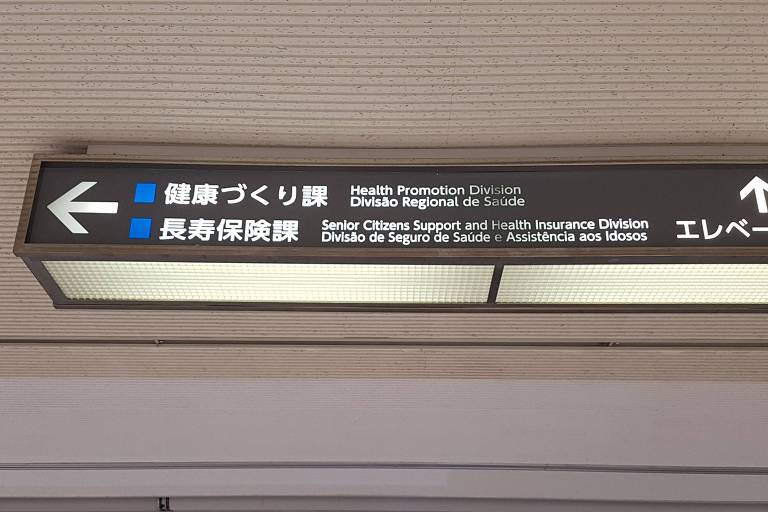 健康づくり課
Health Promotion Division
Divisão Regional de Saúde
長寿保険課
Senior Citizens Support and Health Insurance Division
Divisão de Seguro de Saúde e Assistência aos Idosos
エレベー